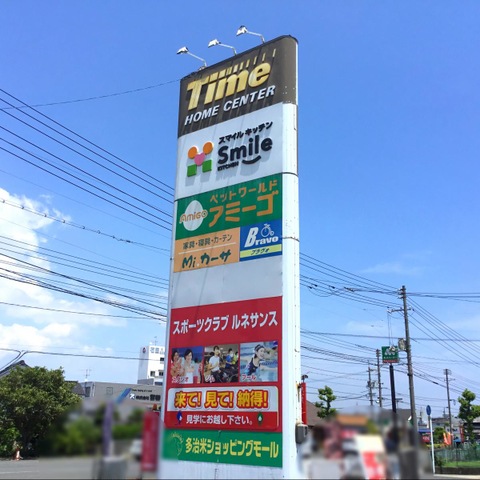 Time
HOME CENTER
スマイルキッチン
Smile
KITCHEN
ペットワールド
AMIGO
アミーゴ
家具・寝具・カーテン
Mr.カーサ
Bravo
スポーツクラブ ルネサンス
来て!見て!納得!
見学にお越し下さい。
多治米ショッピングモール